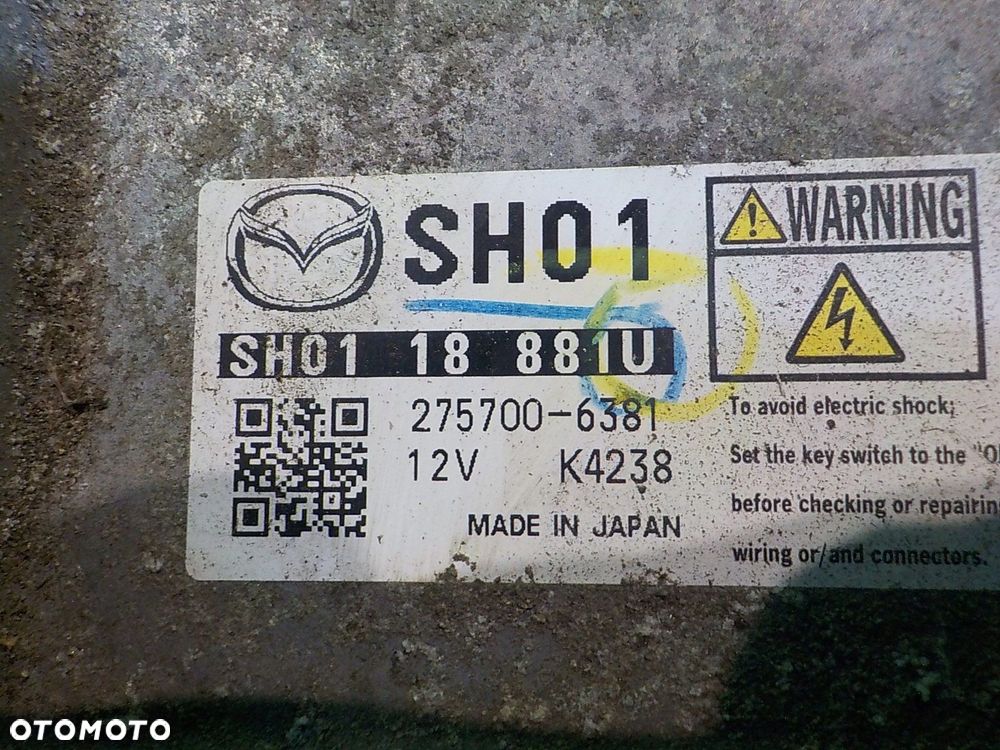 SH01
SH01 18 881U
275700-6381
12V K4238
MADE IN JAPAN
WARNING
To avoid electric shock;
Set the key switch to the "O
before checking or repairin
wiring or/and connectors.
OTOMOTO